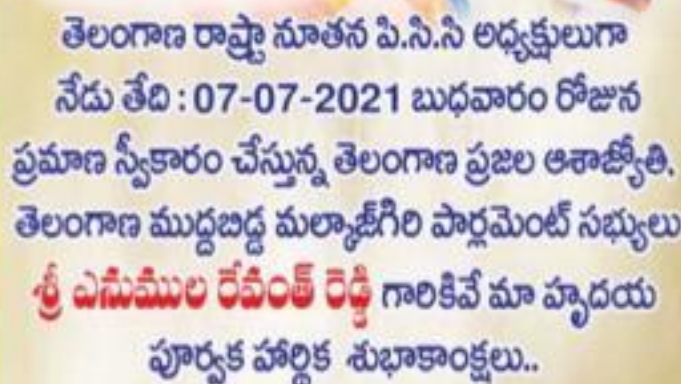 తెలంగాణ రాష్ట్రా నూతన పి.సి.సి అధ్యక్షులుగా
నేడు తేది : 07-07-2021 బుధవారం రోజున
ప్రమాణ స్వీకారం చేస్తున్న తెలంగాణ ప్రజల ఆశాజ్యోతి.
తెలంగాణ ముద్దబిడ్డ మల్కాజ్‌గిరి పార్లమెంట్ సభ్యులు
శ్రీ ఎనుముల రేవంత్ రెడ్డి గారికివే మా హృదయ
పూర్వక హార్థిక శుభాకాంక్షలు..